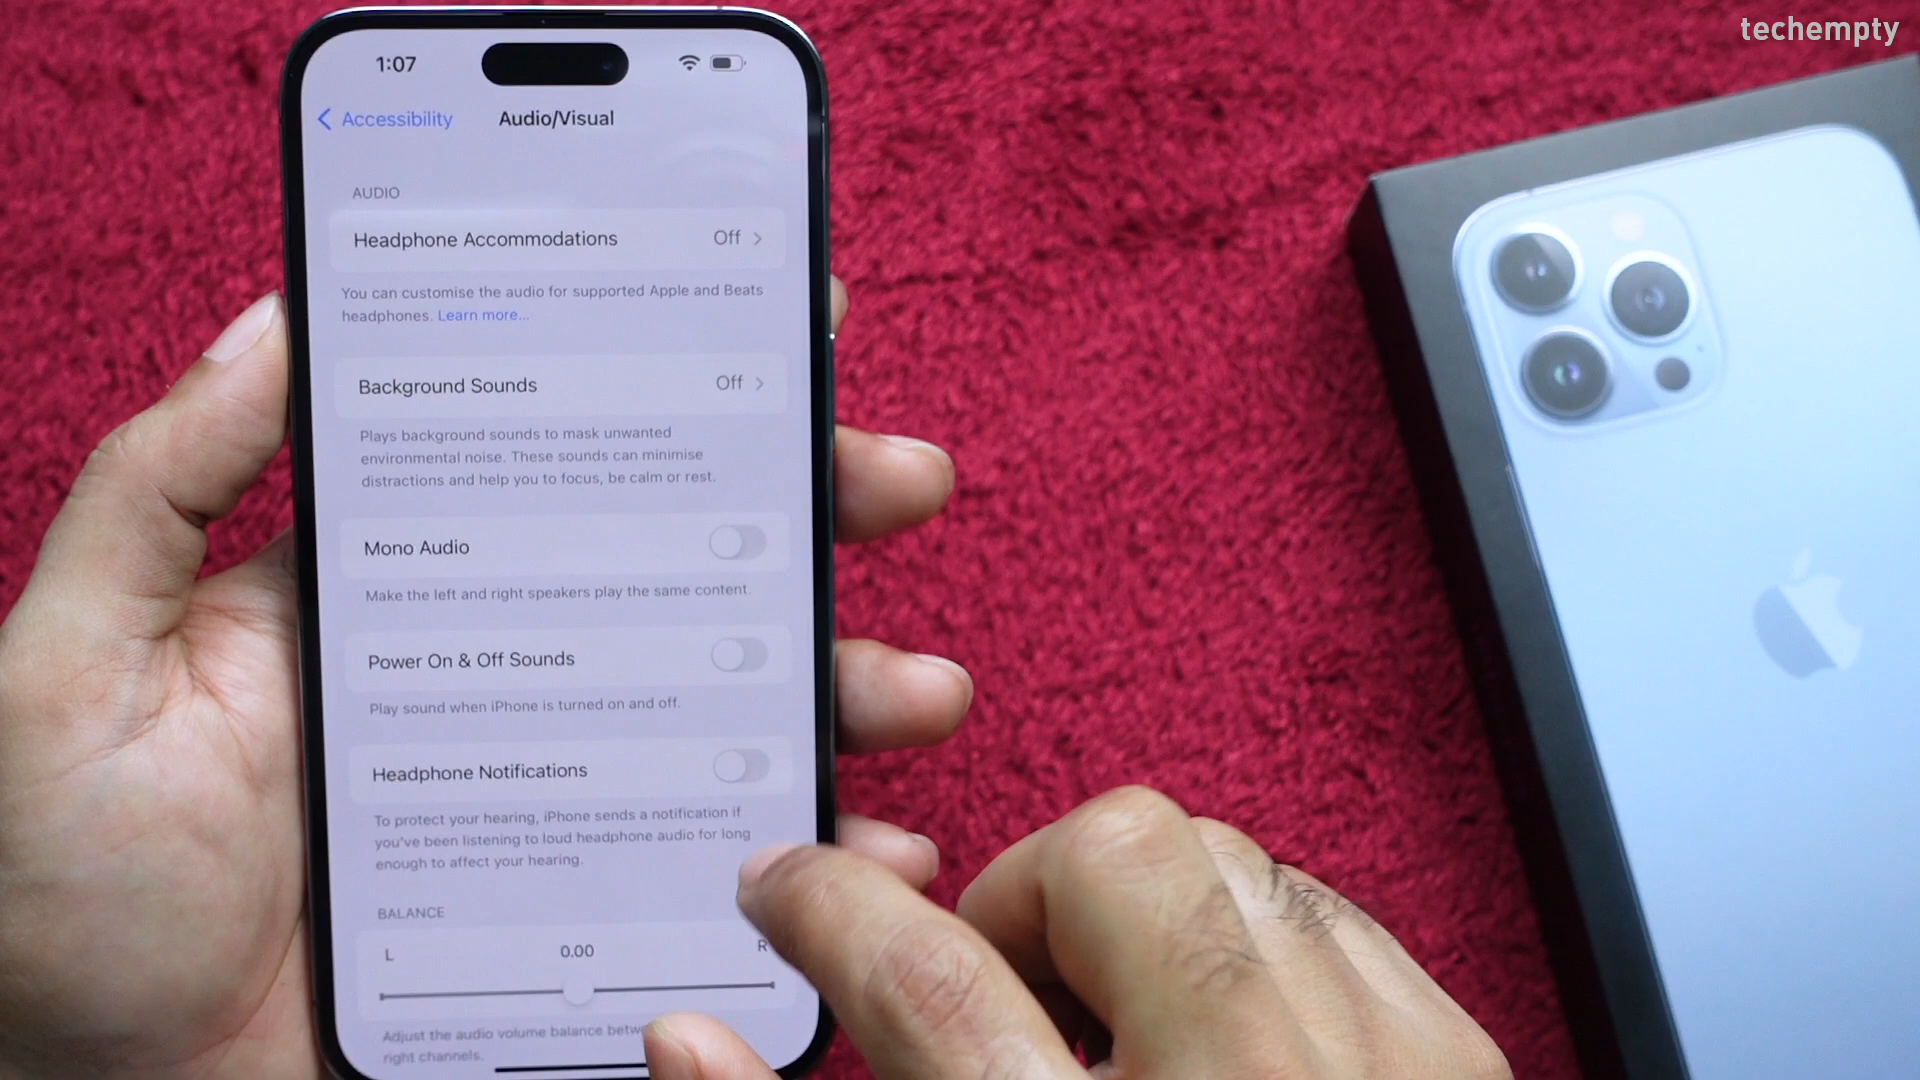 techempty
1:07
Accessibility
Audio/Visual
AUDIO
Headphone Accommodations Off
You can customise the audio for supported Apple and Beats
headphones. Learn more...
Background Sounds Off
Plays background sounds to mask unwanted
environmental noise. These sounds can minimise
distractions and help you to focus, be calm or rest.
Mono Audio
Make the left and right speakers play the same content.
Power On & Off Sounds
Play sound when iPhone is turned on and off.
Headphone Notifications
To protect your hearing, iPhone sends a notification if
you've been listening to loud headphone audio for long
enough to affect your hearing.
BALANCE
L 0.00 R
Adjust the audio volume balance
right channels.